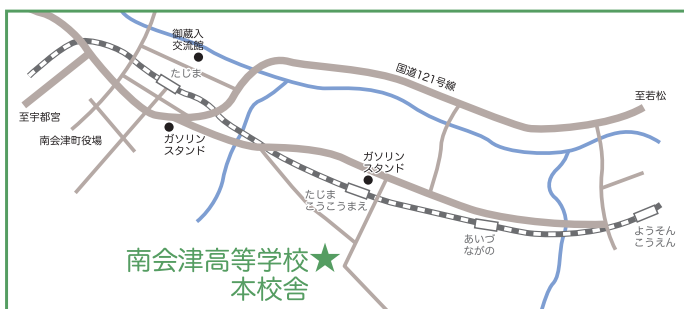 御蔵入
交流館
たじま
国道121号線
至若松
至宇都宮
南会津町役場
ガソリン
スタンド
ガソリン
スタンド
たじま
こうこうまえ
あいづ
ながの
ようそん
こうえん
南会津高等学校★
本校舎